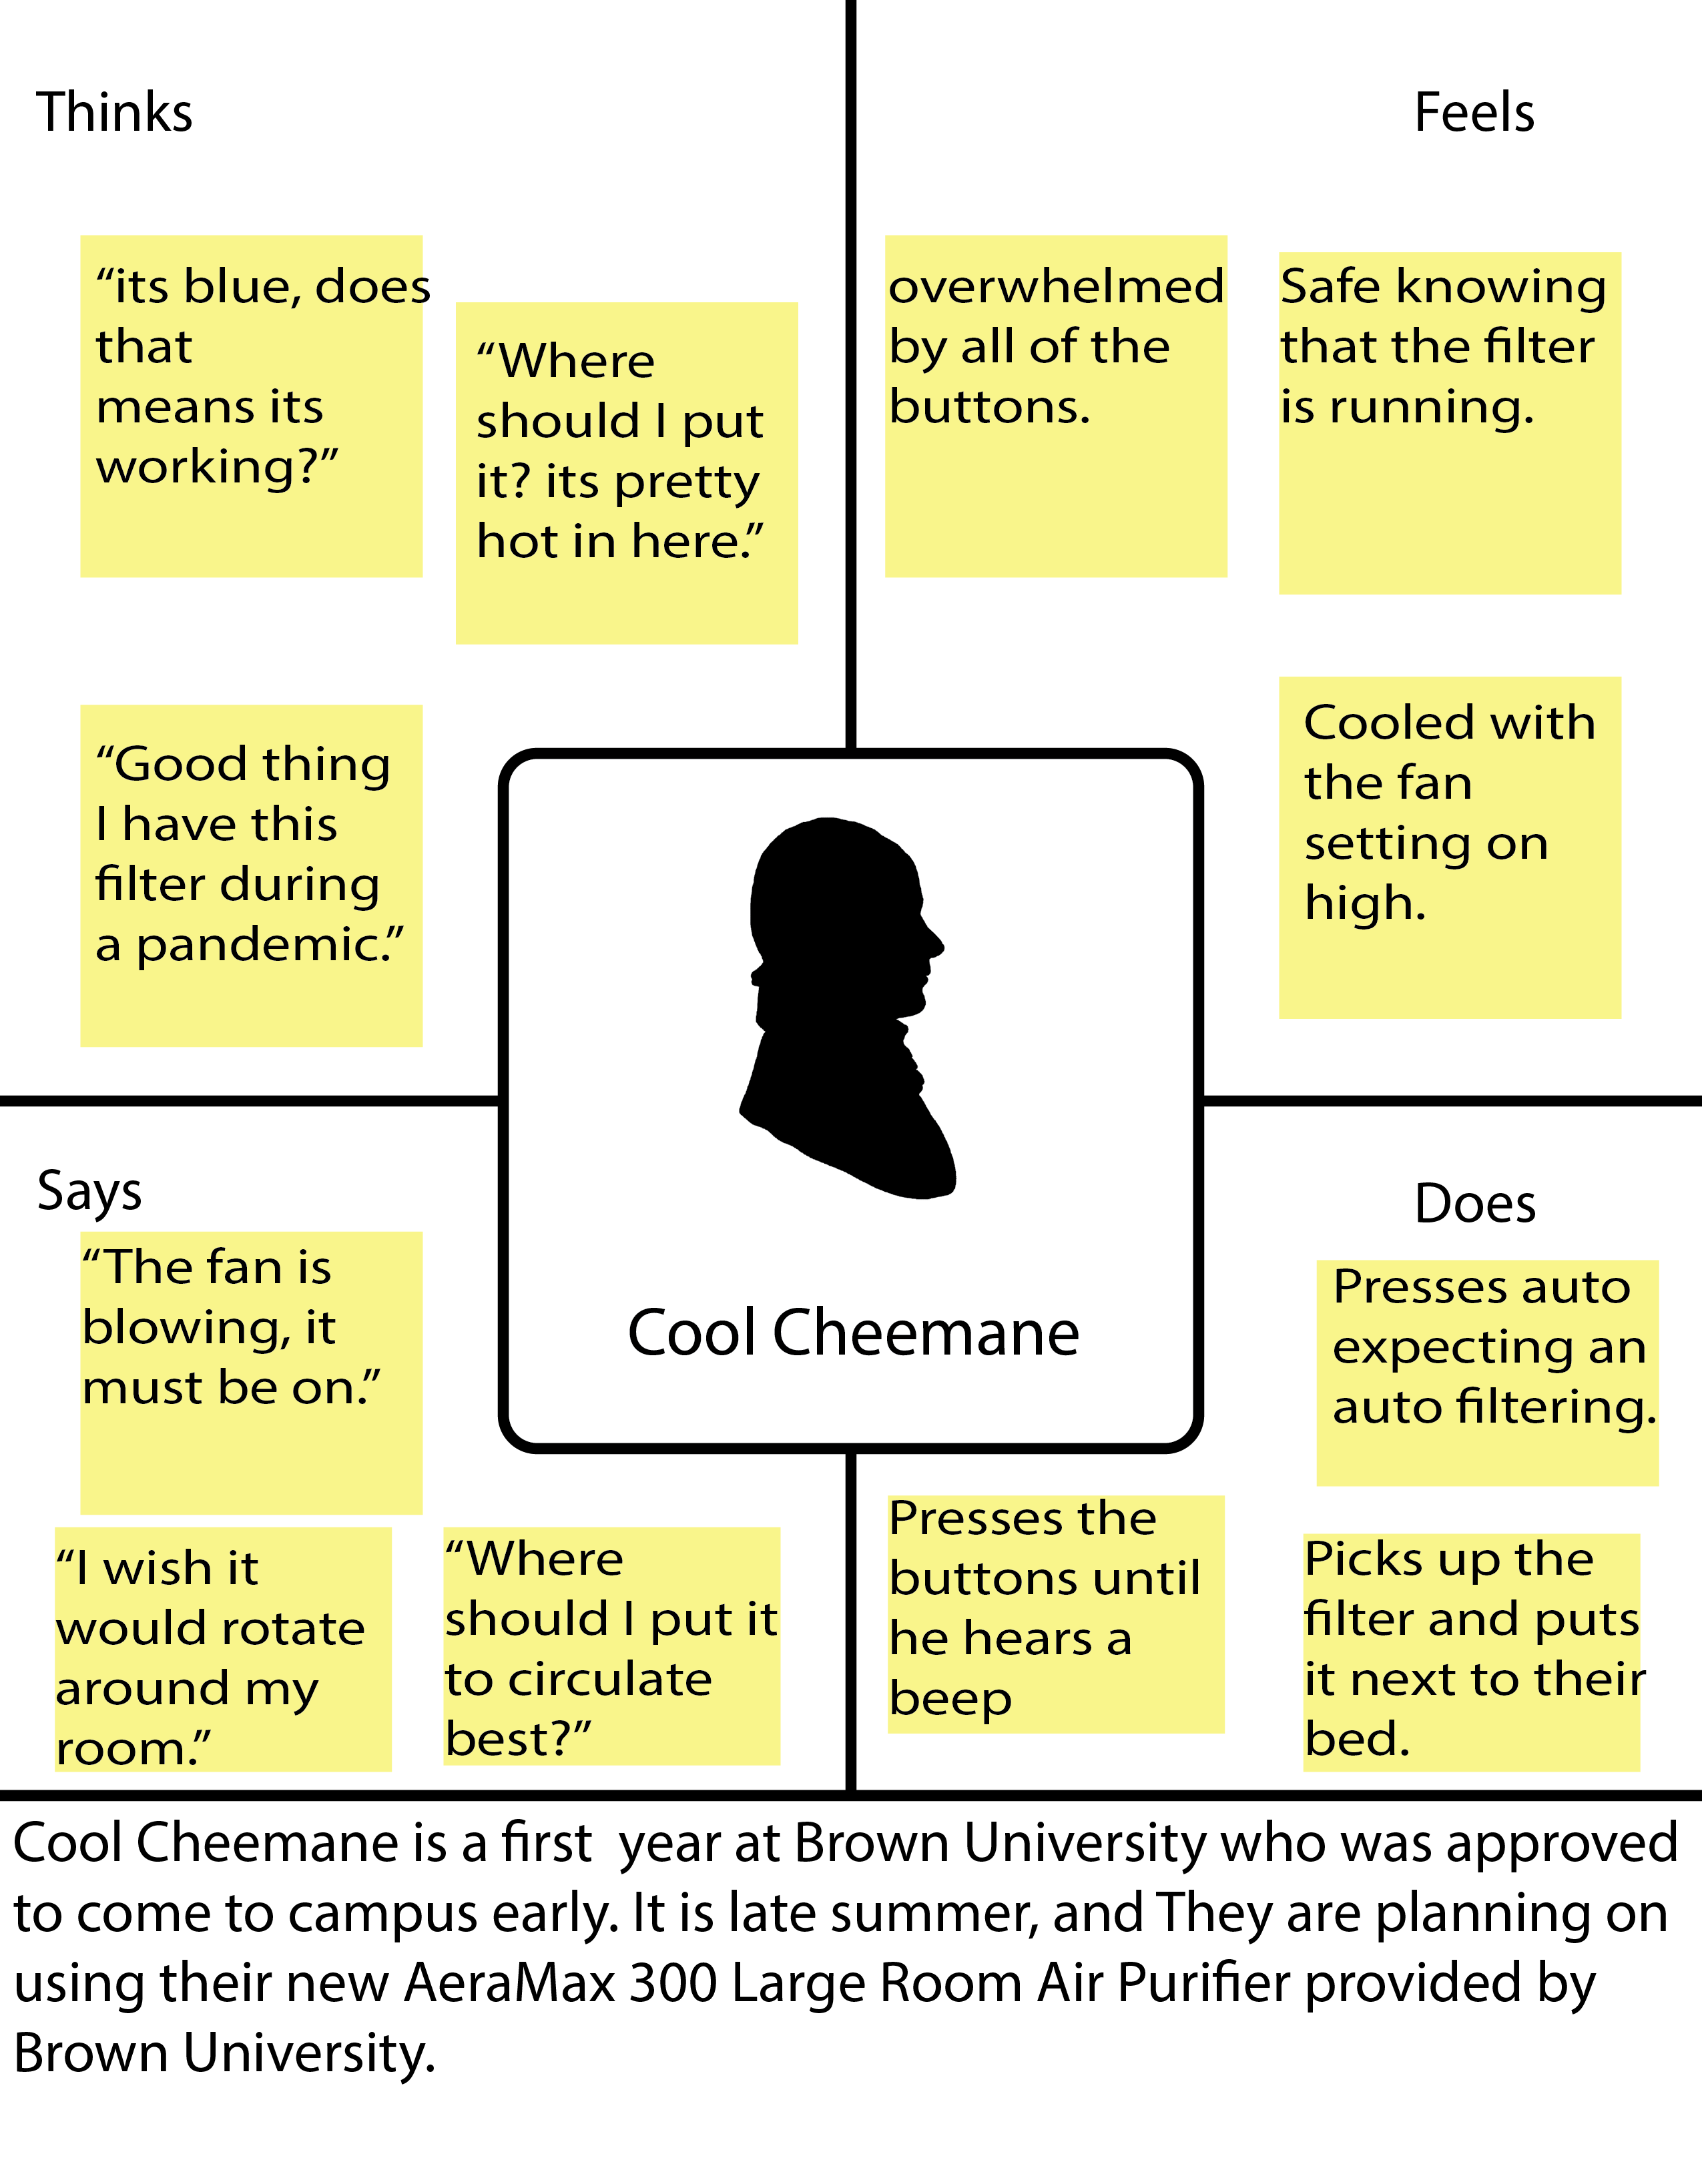 Thinks
“its blue, does
that
means its
working?”
“Where
should I put
it? its pretty
hot in here.”
“Good thing
I have this
filter during
a pandemic.”
Feels
overwhelmed
by all of the
buttons.
Safe knowing
that the filter
is running.
Cooled with
the fan
setting on
high.
Cool Cheemane
Says
“The fan is
blowing, it
must be on.”
“I wish it
would rotate
around my
room.”
“Where
should I put it
to circulate
best?”
Does
Presses auto
expecting an
auto filtering.
Presses the
buttons until
he hears a
beep
Picks up the
filter and puts
it next to their
bed.
Cool Cheemane is a first  year at Brown University who was approved
to come to campus early. It is late summer, and They are planning on
using their new AeraMax 300 Large Room Air Purifier provided by
Brown University.